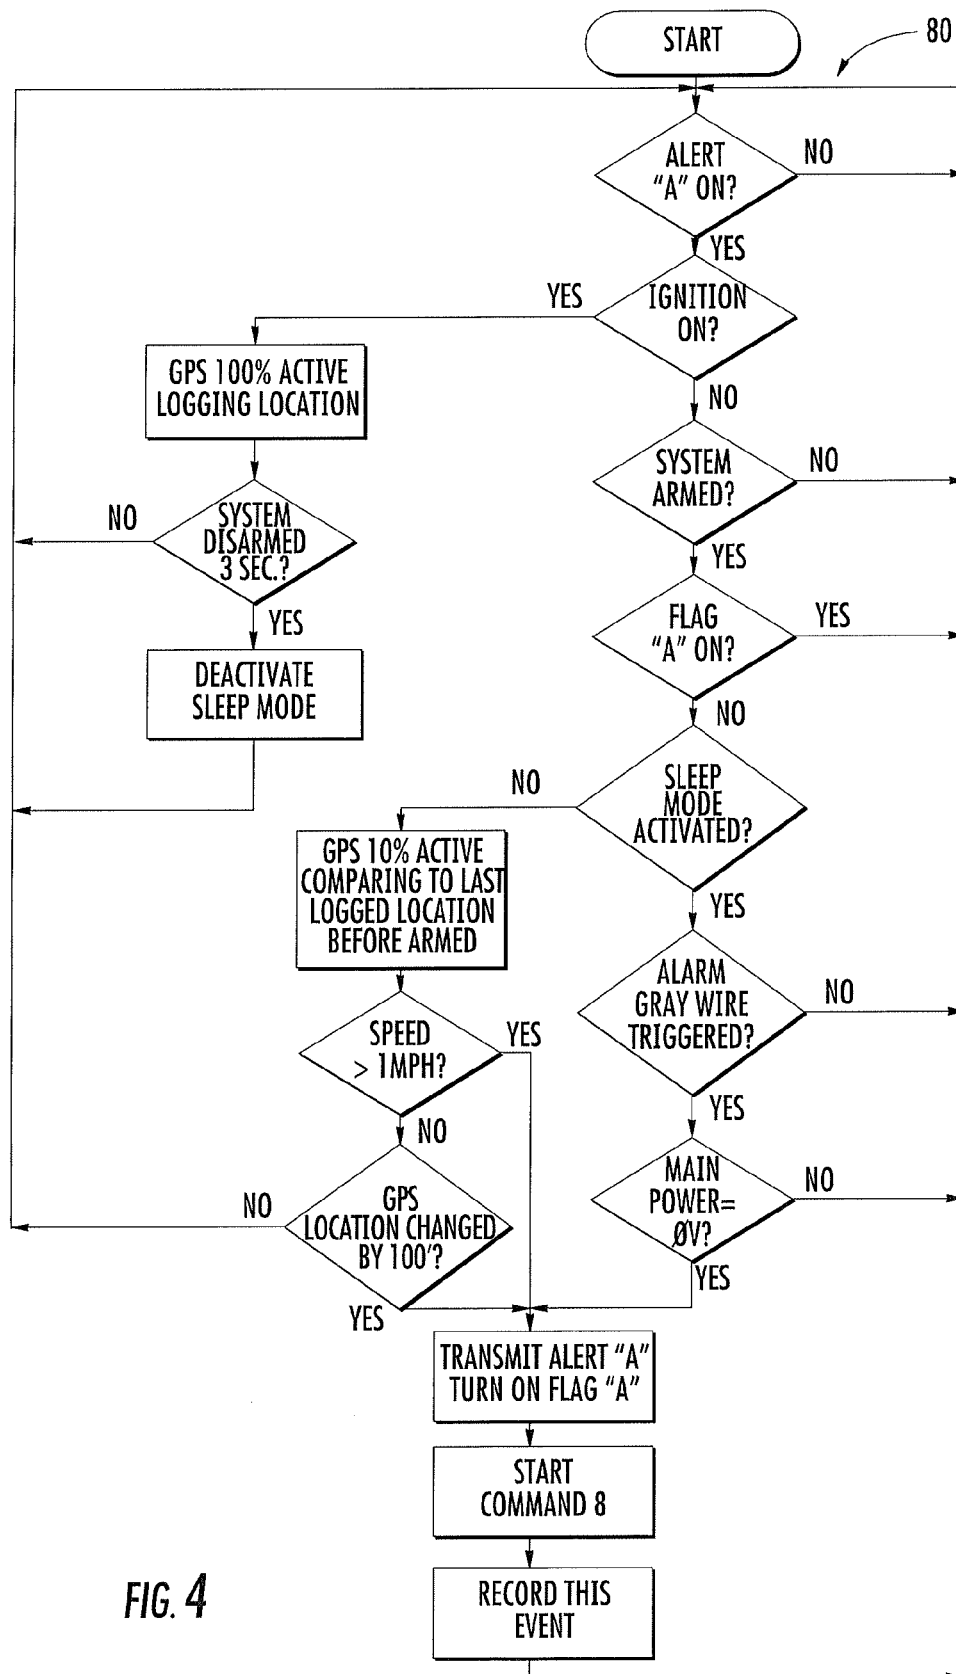 START
80
ALERT
"A" ON?
NO
YES
IGNITION
ON?
YES
NO
GPS 100% ACTIVE
LOGGING LOCATION
SYSTEM
ARMED?
NO
YES
SYSTEM
DISARMED
3 SEC.?
NO
YES
FLAG
"A" ON?
YES
NO
DEACTIVATE
SLEEP MODE
SLEEP
MODE
ACTIVATED?
NO
YES
GPS 10% ACTIVE
COMPARING TO LAST
LOGGED LOCATION
BEFORE ARMED
ALARM
GRAY WIRE
TRIGGERED?
NO
YES
SPEED
> 1MPH?
YES
NO
MAIN
POWER=
ØV?
NO
YES
GPS
LOCATION CHANGED
BY 100'?
NO
YES
TRANSMIT ALERT "A"
TURN ON FLAG "A"
START
COMMAND 8
RECORD THIS
EVENT
FIG. 4